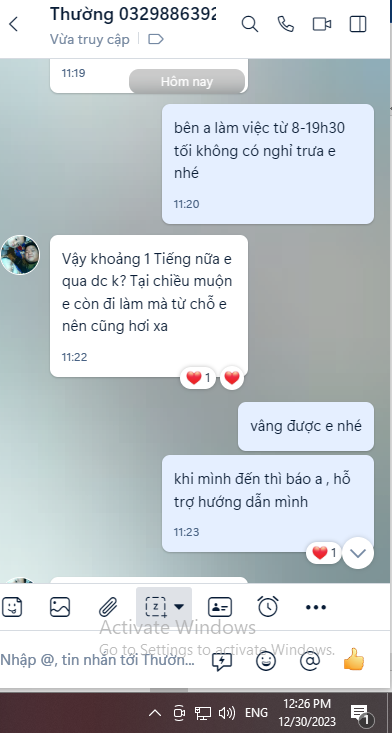 Thường 0329886392
Vừa truy cập
11:19
Hôm nay
bên a làm việc từ 8-19h30
tối không có nghỉ trưa e
nhé
11:20
Vậy khoảng 1 Tiếng nữa e
qua dc k? Tại chiều muộn
e còn đi làm mà từ chỗ e
nên cũng hơi xa
11:22
1
vâng được e nhé
khi mình đến thì báo a , hỗ
trợ hướng dẫn mình
11:23
1
Activate Windows
Go to Settings to activate Windows.
Nhập @, tin nhắn tới Thườn...
ENG
12:26 PM
12/30/2023
1